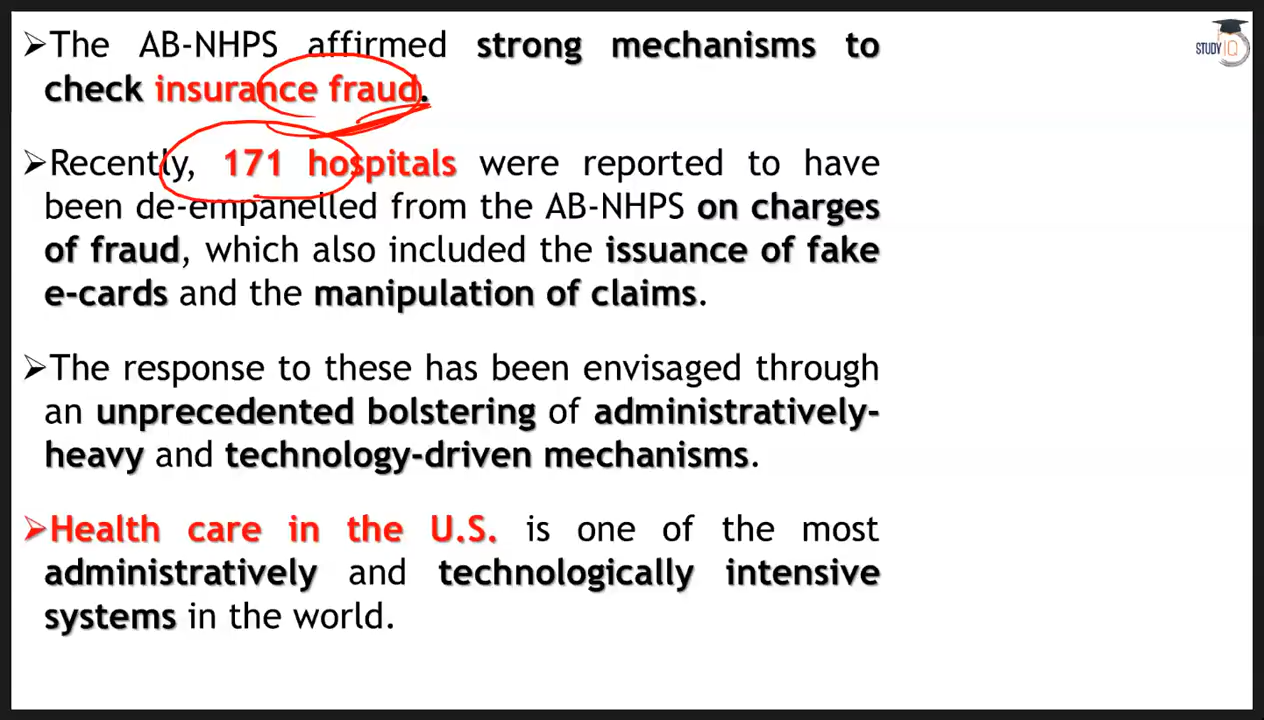 ➢The AB-NHPS affirmed strong mechanisms to
check insurance fraud.
➢Recently, 171 hospitals were reported to have
been de-empanelled from the AB-NHPS on charges
of fraud, which also included the issuance of fake
e-cards and the manipulation of claims.
➢The response to these has been envisaged through
an unprecedented bolstering of administratively-
heavy and technology-driven mechanisms.
➢Health care in the U.S. is one of the most
administratively and technologically intensive
systems in the world.
STUDY IQ